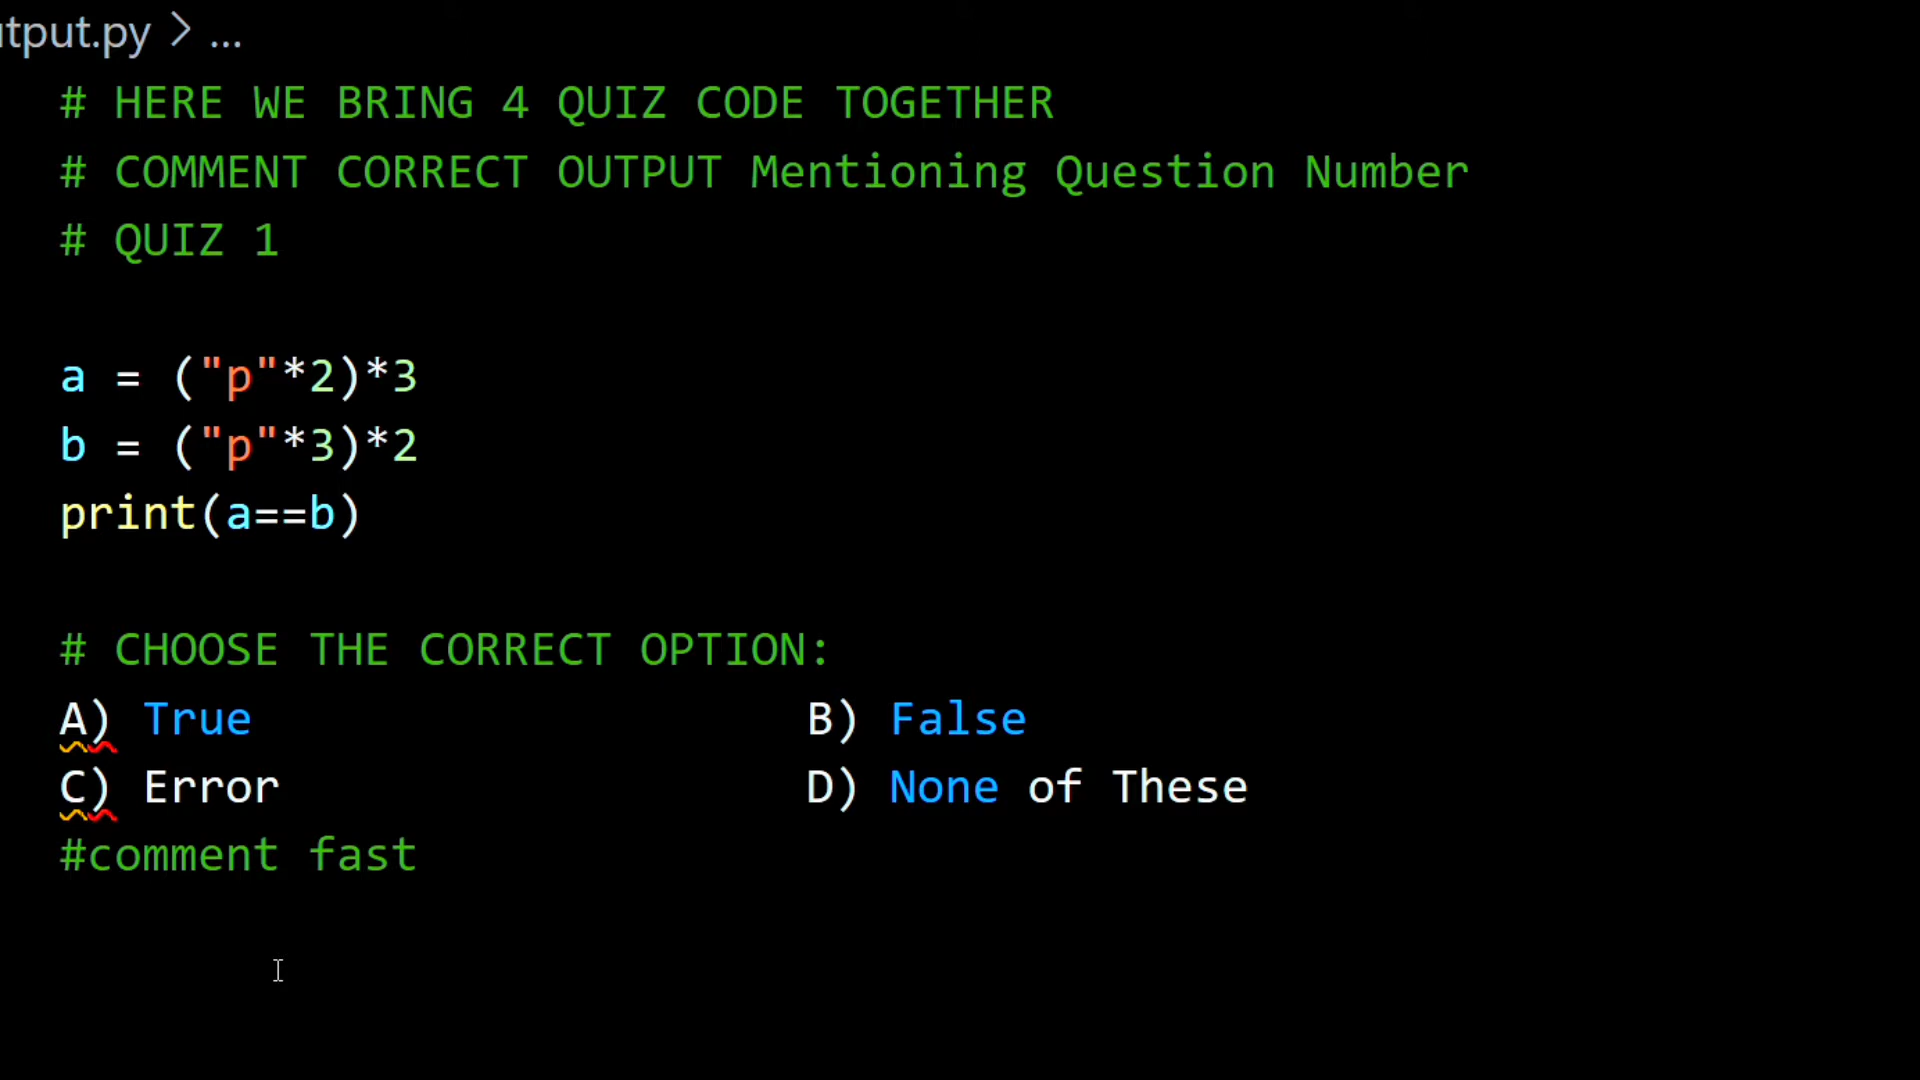 tput.py > ...
# HERE WE BRING 4 QUIZ CODE TOGETHER
# COMMENT CORRECT OUTPUT Mentioning Question Number
# QUIZ 1
a = ("p"*2)*3
b = ("p"*3)*2
print(a==b)
# CHOOSE THE CORRECT OPTION:
A) True B) False
C) Error D) None of These
#comment fast